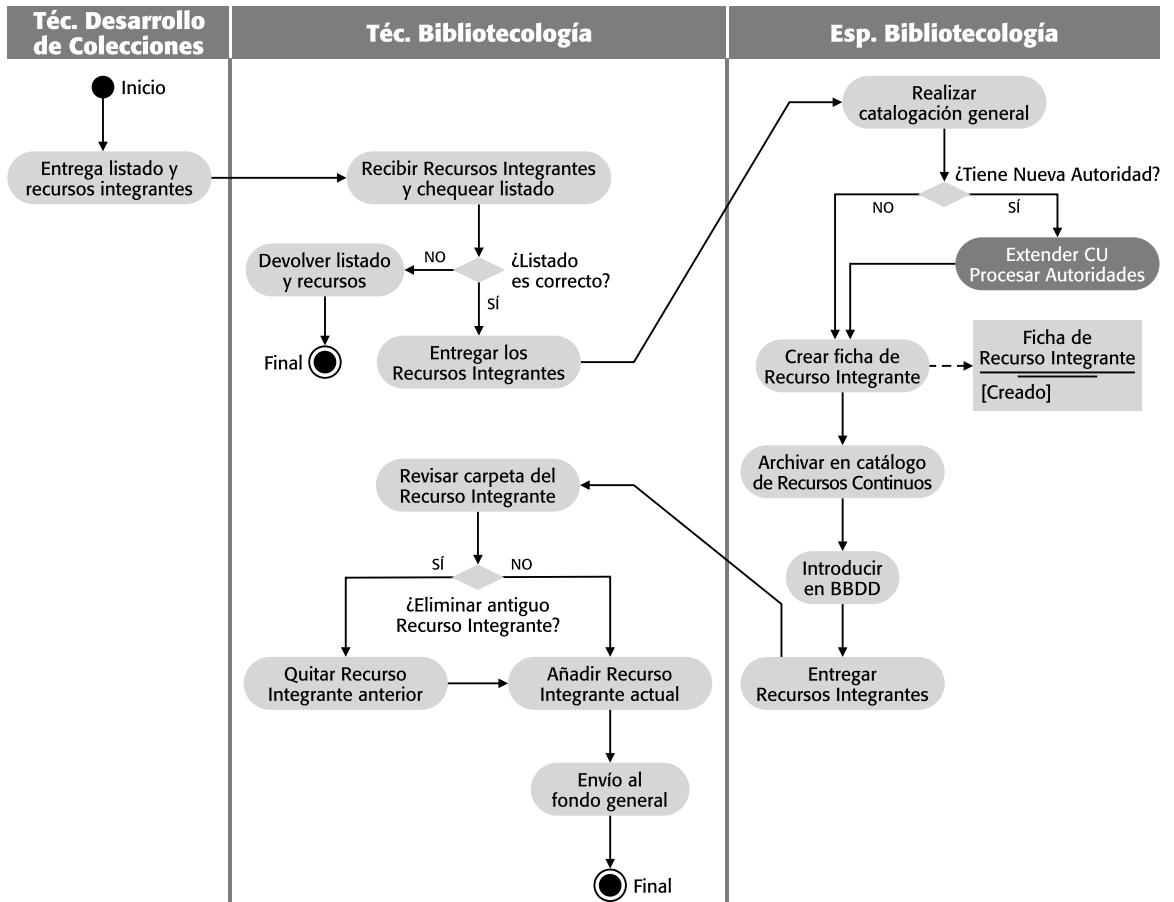 Téc. Desarrollo
de Colecciones
Téc. Bibliotecología
Esp. Bibliotecología
Inicio
Entrega listado y
recursos integrantes
Recibir Recursos Integrantes
y chequear listado
Devolver listado
y recursos
NO
¿Listado
es correcto?
SÍ
Final
Entregar los
Recursos Integrantes
Realizar
catalogación general
¿Tiene Nueva Autoridad?
NO
SÍ
Extender CU
Procesar Autoridades
Crear ficha de
Recurso Integrante
Ficha de
Recurso Integrante
[Creado]
Archivar en catálogo
de Recursos Continuos
Introducir
en BBDD
Entregar
Recursos Integrantes
Revisar carpeta del
Recurso Integrante
SÍ
NO
¿Eliminar antiguo
Recurso Integrante?
Quitar Recurso
Integrante anterior
Añadir Recurso
Integrante actual
Envío al
fondo general
Final